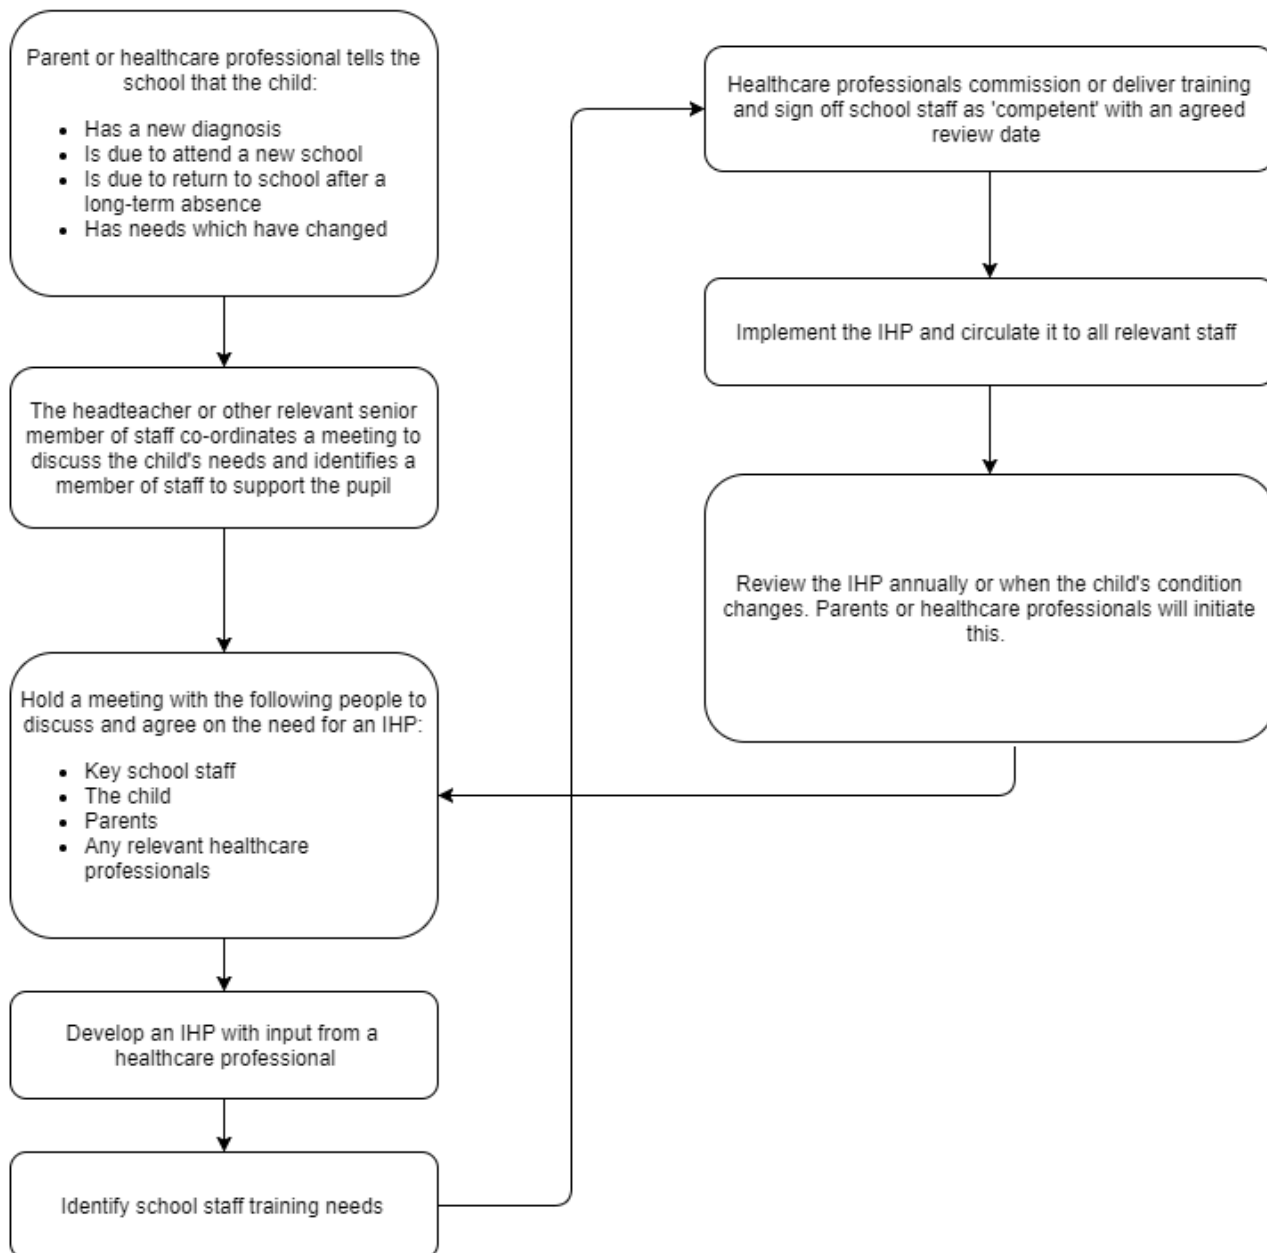 Parent or healthcare professional tells the
school that the child:
• Has a new diagnosis
• Is due to attend a new school
• Is due to return to school after a
long-term absence
• Has needs which have changed
The headteacher or other relevant senior
member of staff co-ordinates a meeting to
discuss the child's needs and identifies a
member of staff to support the pupil
Hold a meeting with the following people to
discuss and agree on the need for an IHP:
• Key school staff
• The child
• Parents
• Any relevant healthcare
professionals
Develop an IHP with input from a
healthcare professional
Identify school staff training needs
Healthcare professionals commission or deliver training
and sign off school staff as 'competent' with an agreed
review date
Implement the IHP and circulate it to all relevant staff
Review the IHP annually or when the child's condition
changes. Parents or healthcare professionals will initiate
this.